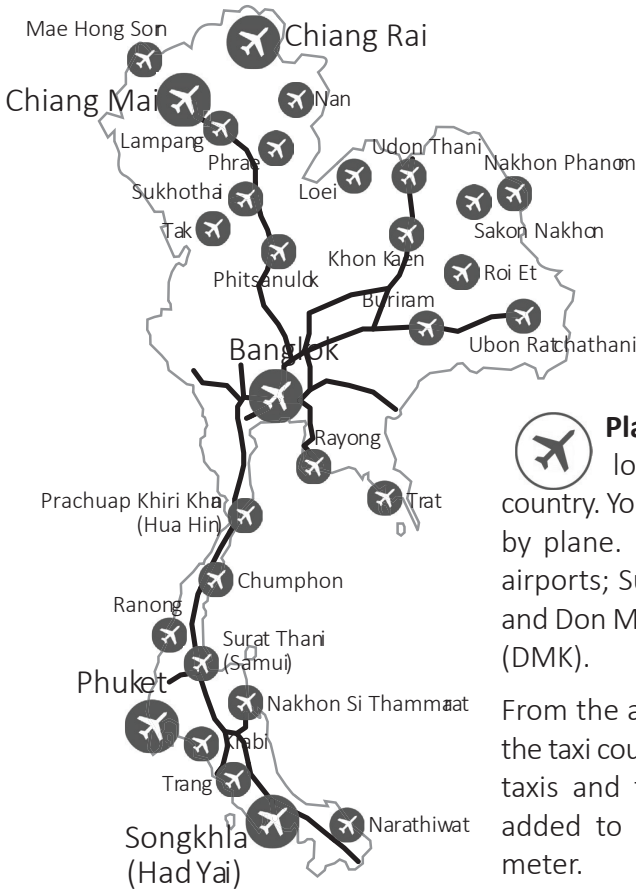 Mae Hong Son
Chiang Rai
Chiang Mai
Nan
Lampang
Phrae
Udon Thani
Nakhon Phanom
Loei
Sukhothai
Sakon Nakhon
Tak
Khon Kaen
Roi Et
Phitsanulok
Buriram
Ubon Ratchathani
Bangkok
Rayong
Trat
country. Yo
by plane.
airports; Su
and Don M
(DMK).
Prachuap Khiri Khan
(Hua Hin)
Chumphon
Ranong
Surat Thani
(Samui)
Phuket
Nakhon Si Thammarat
Krabi
Trang
Songkhla
(Had Yai)
Narathiwat
From the a
the taxi cou
taxis and
added to
meter.